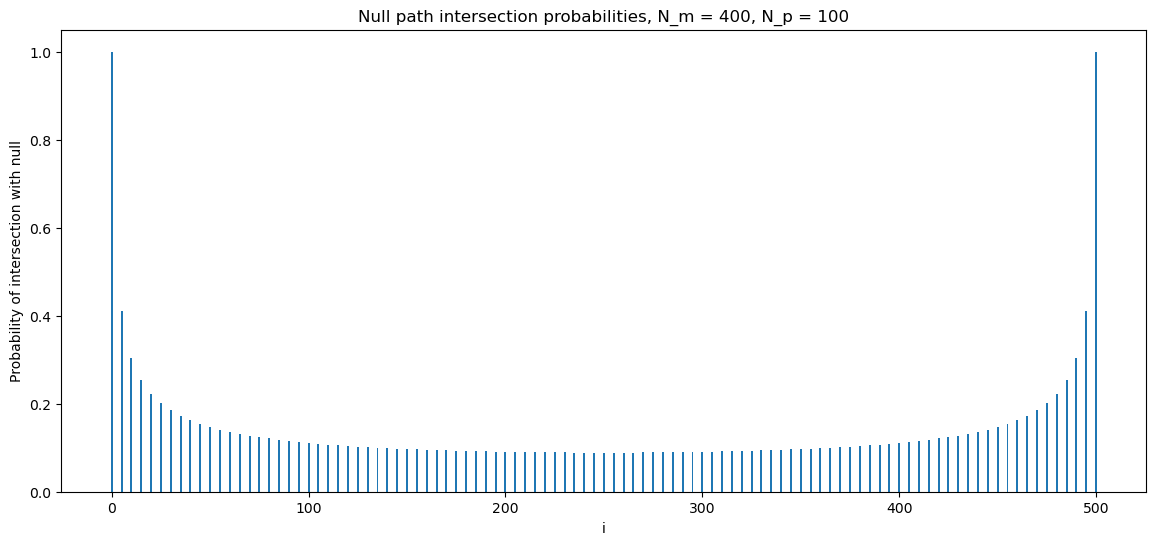 Null path intersection probabilities, N_m = 400, N_p = 100
Probability of intersection with null
1.0
0.8
0.6
0.4
0.2
0.0
0 100 200 300 400 500
i